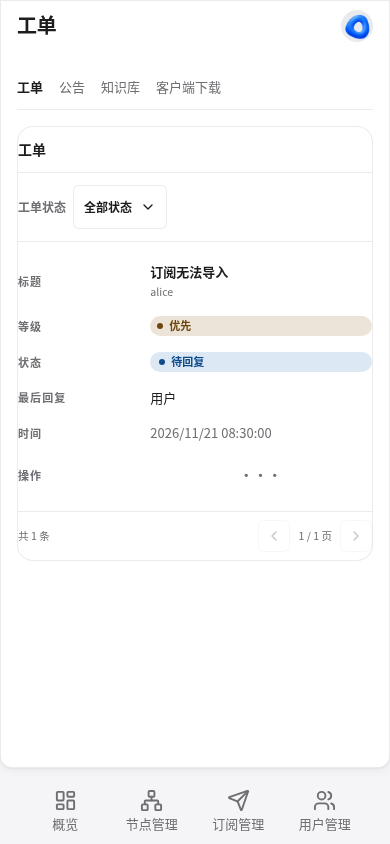 工单
工单 公告 知识库 客户端下载
工单
工单状态 全部状态
标题 订阅无法导入
alice
等级 优先
状态 待回复
最后回复 用户
时间 2026/11/21 08:30:00
操作
共 1 条 1 / 1 页
概览 节点管理 订阅管理 用户管理